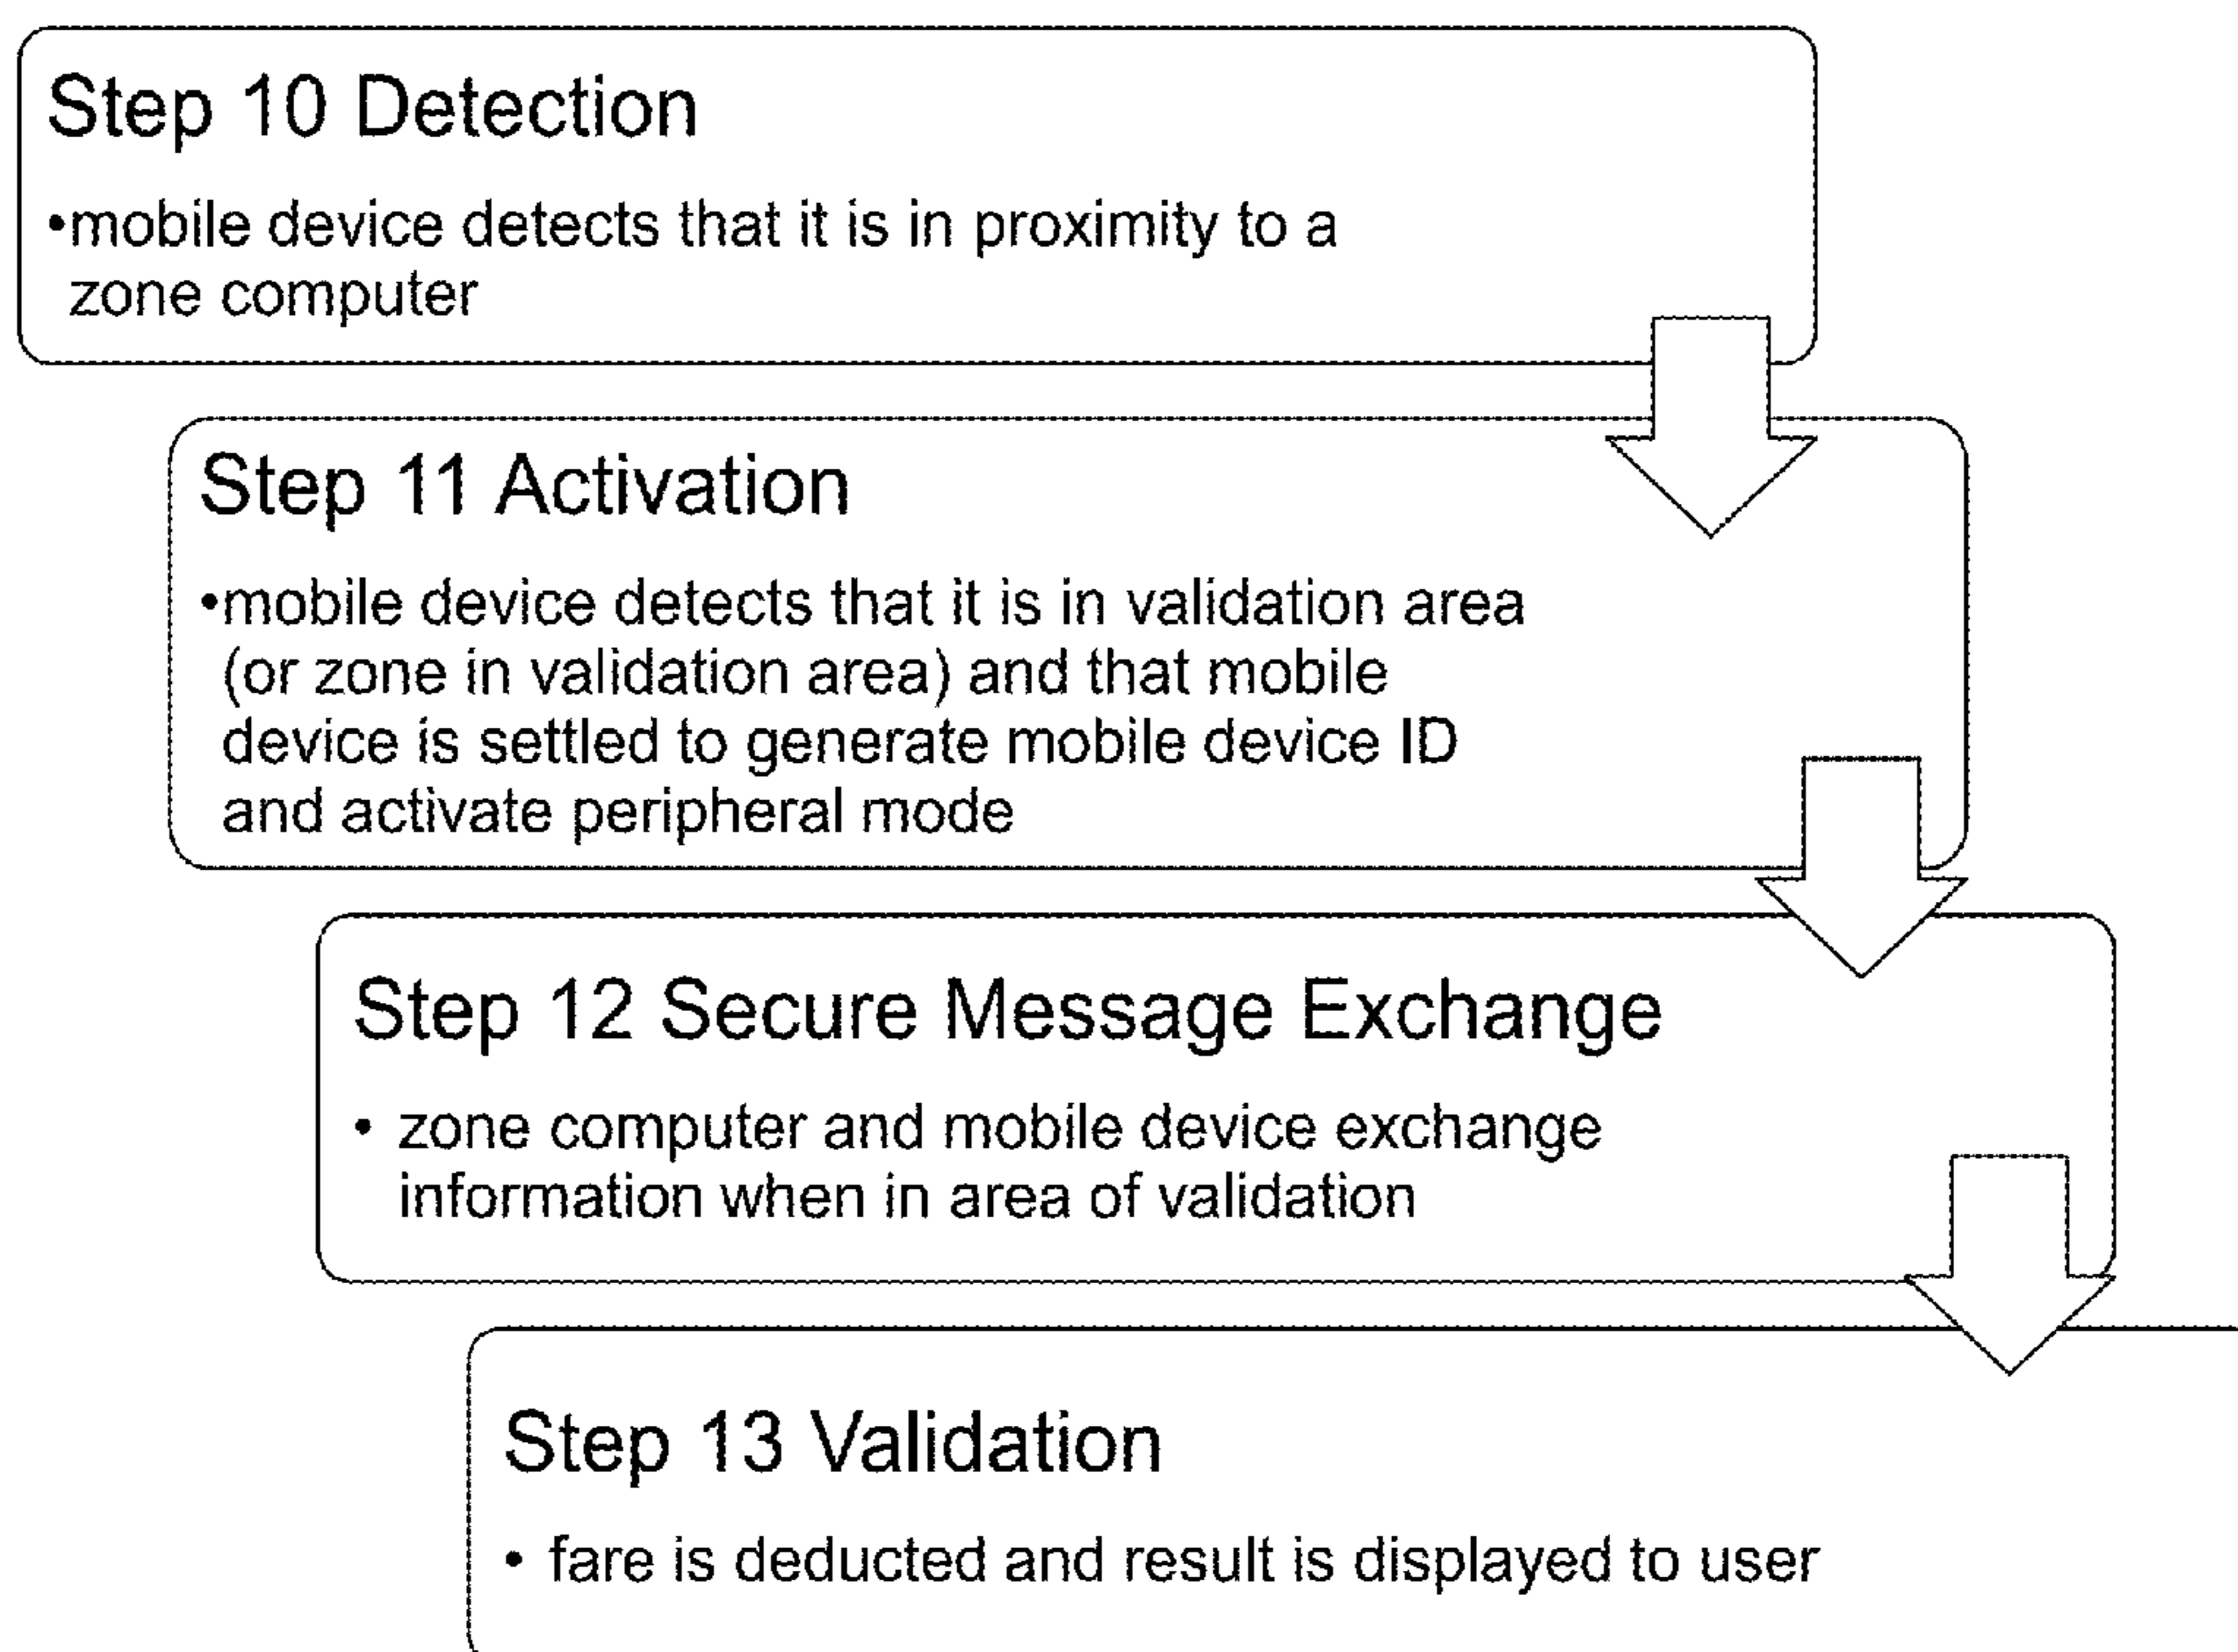 Step 10 Detection
•mobile device detects that it is in proximity to a
zone computer
Step 11 Activation
•mobile device detects that it is in validation area
(or zone in validation area) and that mobile
device is settled to generate mobile device ID
and activate peripheral mode
Step 12 Secure Message Exchange
• zone computer and mobile device exchange
information when in area of validation
Step 13 Validation
• fare is deducted and result is displayed to user